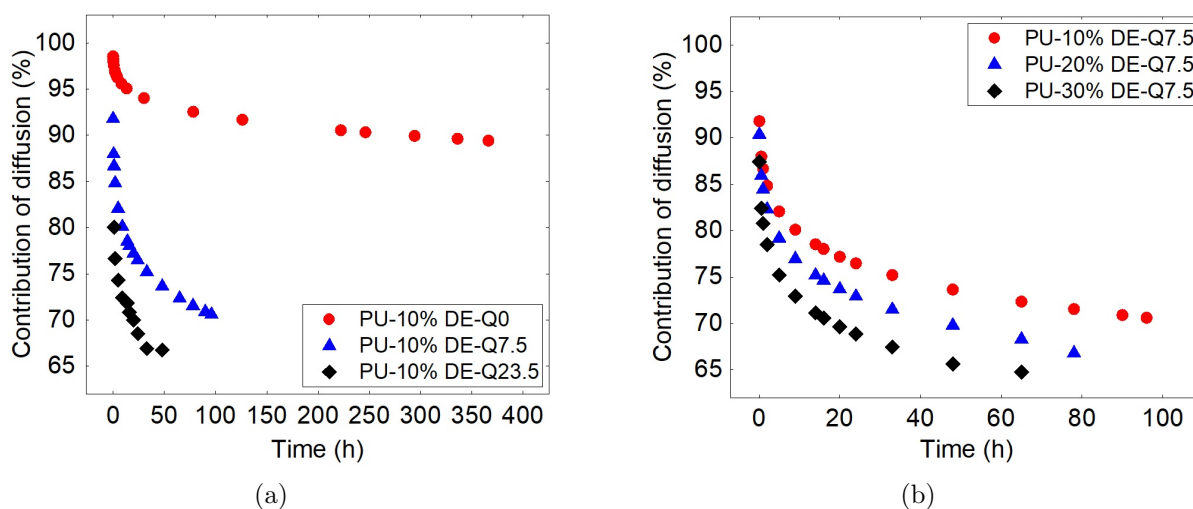 Contribution of diffusion (%)
100
95
90
85
80
75
70
65
PU-10% DE-Q0
PU-10% DE-Q7.5
PU-10% DE-Q23.5
0 50 100 150 200 250 300 350 400
Time (h)
(a)
Contribution of diffusion (%)
100
95
90
85
80
75
70
65
PU-10% DE-Q7.5
PU-20% DE-Q7.5
PU-30% DE-Q7.5
0 20 40 60 80 100
Time (h)
(b)